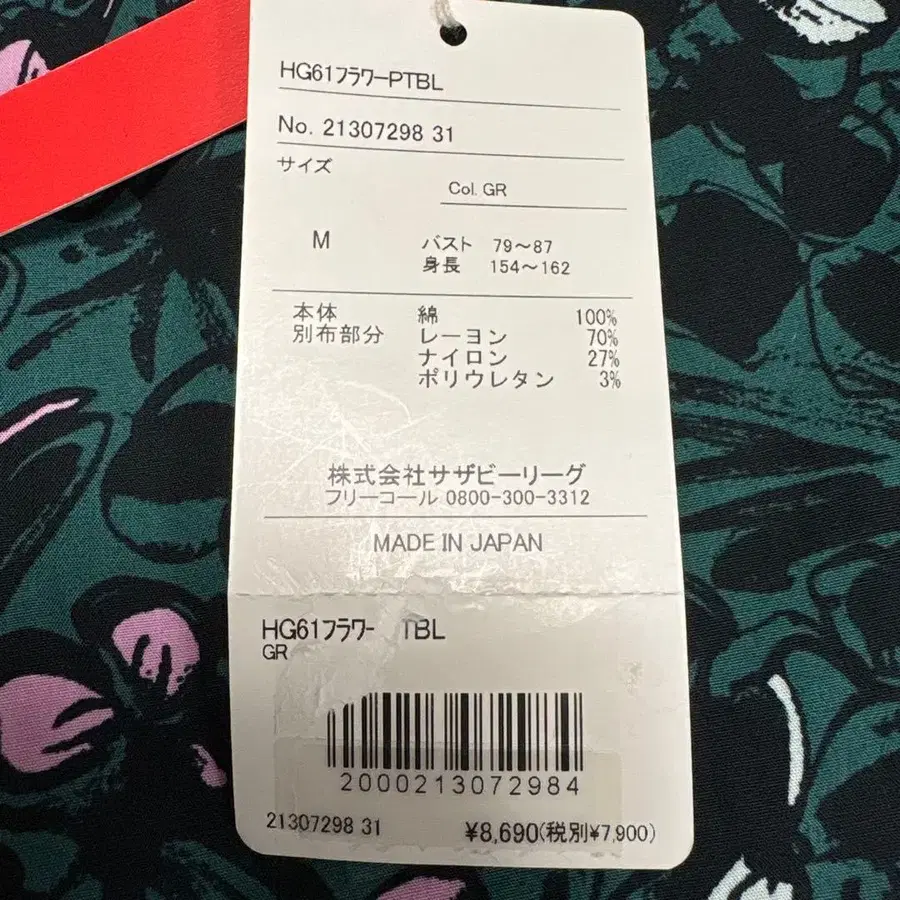 HG61フラワーPTBL
No. 21307298 31
サイズ
Col. GR
M バスト 79～87
身長 154～162
本体 綿 100%
別布部分 レーヨン 70%
ナイロン 27%
ポリウレタン 3%
株式会社サザビーリーグ
フリーコール 0800-300-3312
MADE IN JAPAN
HG61フラワー TBL
GR
2000213072984
21307298 31 ¥8,690(税別¥7,900)